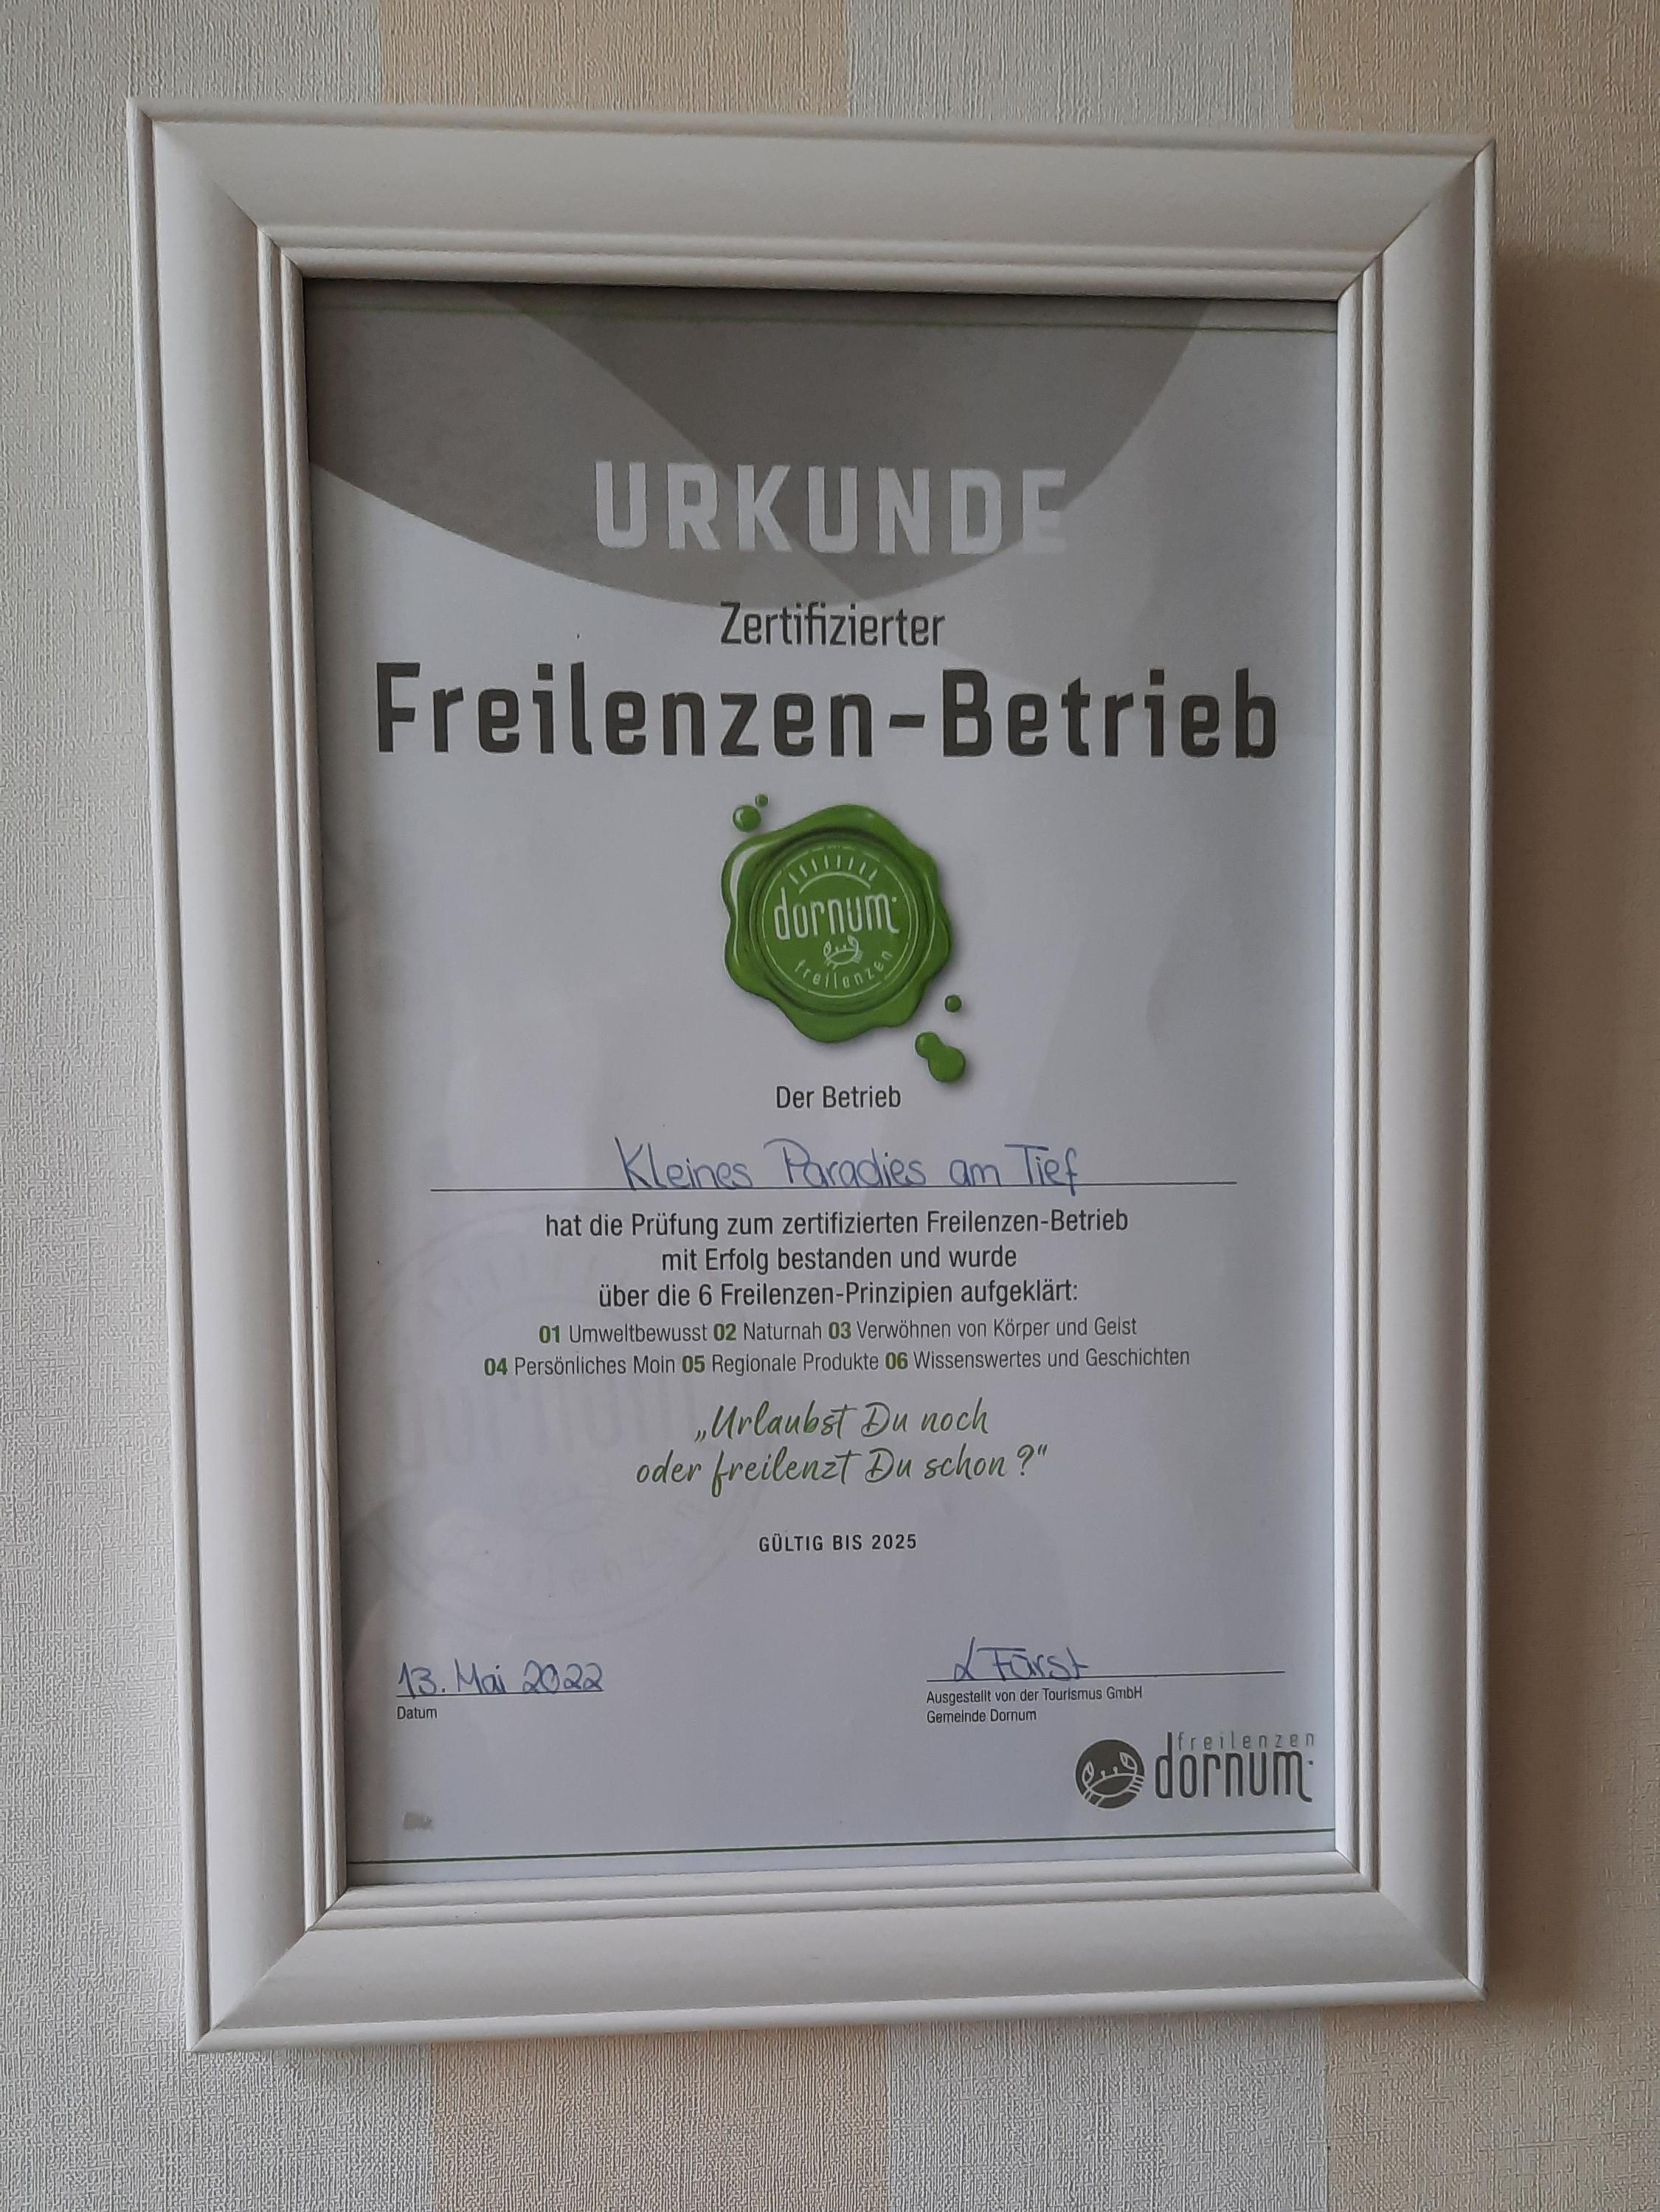 URKUNDE
Zertifizierter
Freilenzen-Betrieb
dornum
freilenzen
Der Betrieb
Kleines Paradies am Tief
hat die Prüfung zum zertifizierten Freilenzen-Betrieb
mit Erfolg bestanden und wurde
über die 6 Freilenzen-Prinzipien aufgeklärt:
01 Umweltbewusst 02 Naturnah 03 Verwöhnen von Körper und Geist
04 Persönliches Moin 05 Regionale Produkte 06 Wissenswertes und Geschichten
„Urlaubst Du noch
oder freilenzt Du schon?“
GÜLTIG BIS 2025
13. Mai 2022
Datum
Ausgestellt von der Tourismus GmbH
Gemeinde Dornum
freilenzen
dornum